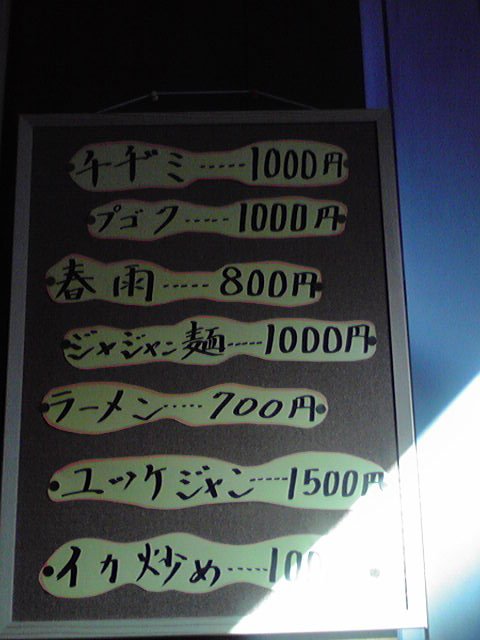 チヂミ-----1000円
プゴク-----1000円
春雨-----800円
ジャジャン麺-----1000円
ラーメン----700円
ユッケジャン-----1500円
イカ炒め-----